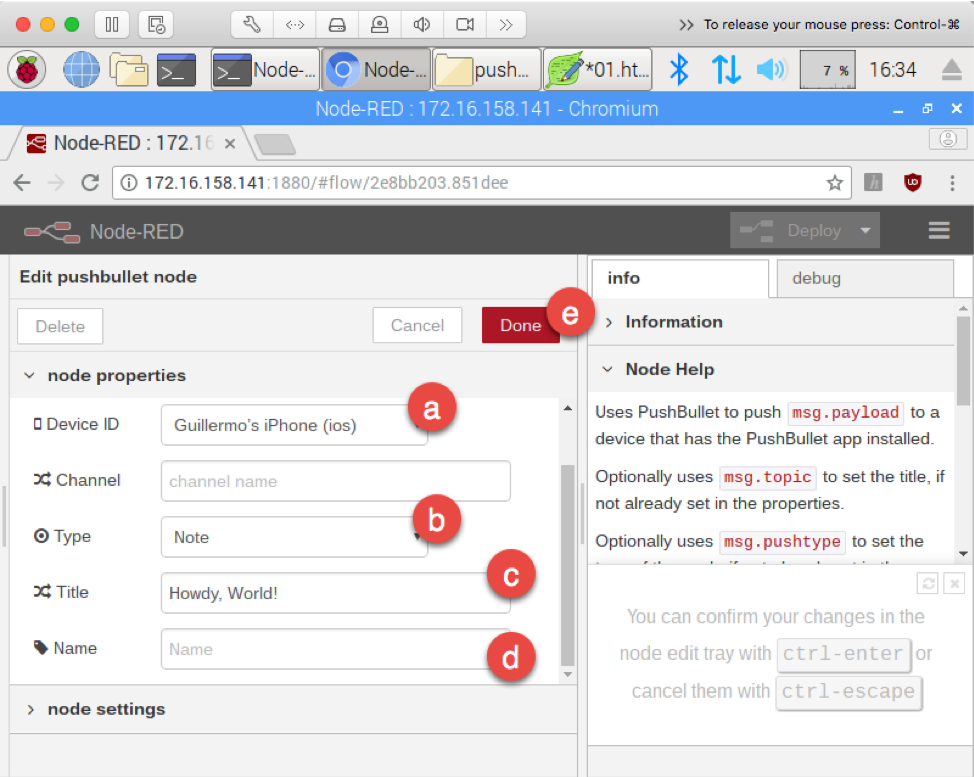 To release your mouse press: Control-⌘
Node-... Node-... push... *01.ht... 7 % 16:34
Node-RED : 172.16.158.141 - Chromium
Node-RED : 172.16
172.16.158.141:1880/#flow/2e8bb203.851dee
Node-RED Deploy
Edit pushbullet node
info debug
Delete Cancel Done e
Information
node properties
Node Help
Device ID Guillermo's iPhone (ios) a
Uses PushBullet to push msg.payload to a
device that has the PushBullet app installed.
Channel channel name
Optionally uses msg.topic to set the title, if
not already set in the properties.
Type Note b
Optionally uses msg.pushtype to set the
Title Howdy, World! c
Name Name d
You can confirm your changes in the
node edit tray with ctrl-enter or
cancel them with ctrl-escape
node settings